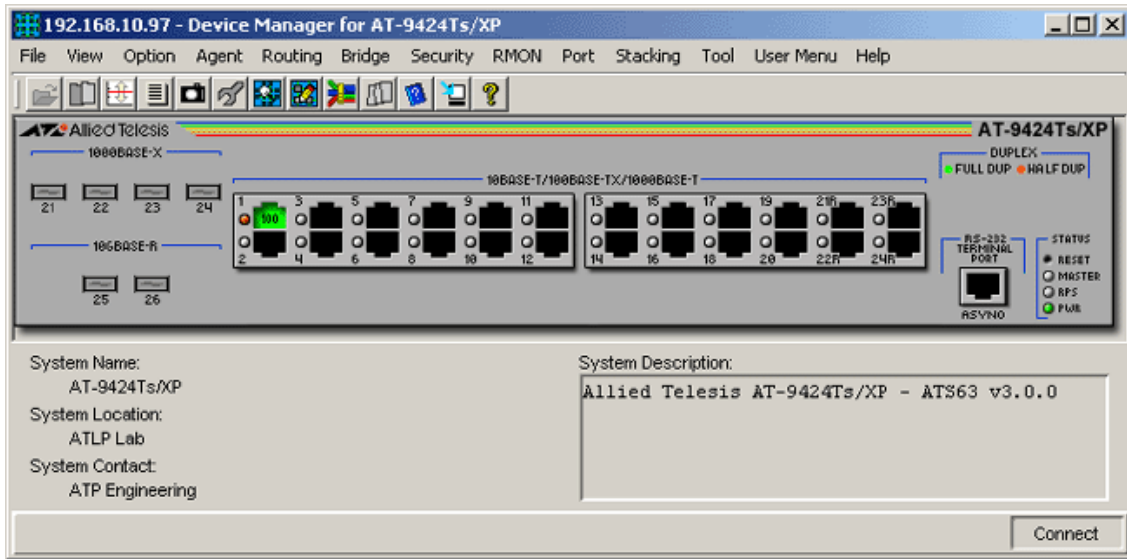 192.168.10.97 - Device Manager for AT-9424Ts/XP
File View Option Agent Routing Bridge Security RMON Port Stacking Tool User Menu Help
Allied Telesis
AT-9424Ts/XP
1000BASE-X
DUPLEX
FULL DUP HALF DUP
10BASE-T/100BASE-TX/1000BASE-T
21 22 23 24
1 3 5 7 9 11 13 15 17 19 21R 23R
100
2 4 6 8 10 12 14 16 18 20 22R 24R
10GBASE-R
25 26
RS-232
TERMINAL
PORT
ASYNO
STATUS
RESET
MASTER
RPS
PWR
System Name:
AT-9424Ts/XP
System Location:
ATLP Lab
System Contact:
ATP Engineering
System Description:
Allied Telesis AT-9424Ts/XP - ATS63 v3.0.0
Connect